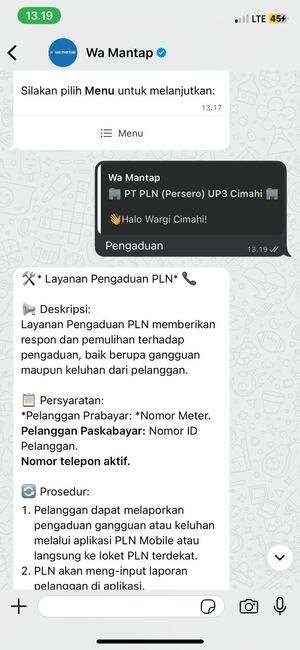 13.19
LTE 45
wa mantap
Wa Mantap
Silakan pilih Menu untuk melanjutkan:
13.17
Menu
Wa Mantap
🏢 PT PLN (Persero) UP3 Cimahi 🏢
👋Halo Wargi Cimahi!
Pengaduan
13.19
🛠️* Layanan Pengaduan PLN* 📞
📢 Deskripsi:
Layanan Pengaduan PLN memberikan
respon dan pemulihan terhadap
pengaduan, baik berupa gangguan
maupun keluhan dari pelanggan.
📋 Persyaratan:
*Pelanggan Prabayar: *Nomor Meter.
Pelanggan Paskabayar: Nomor ID
Pelanggan.
Nomor telepon aktif.
🔄 Prosedur:
1. Pelanggan dapat melaporkan
pengaduan gangguan atau keluhan
melalui aplikasi PLN Mobile atau
langsung ke loket PLN terdekat.
2. PLN akan meng-input laporan
pelanggan di aplikasi.